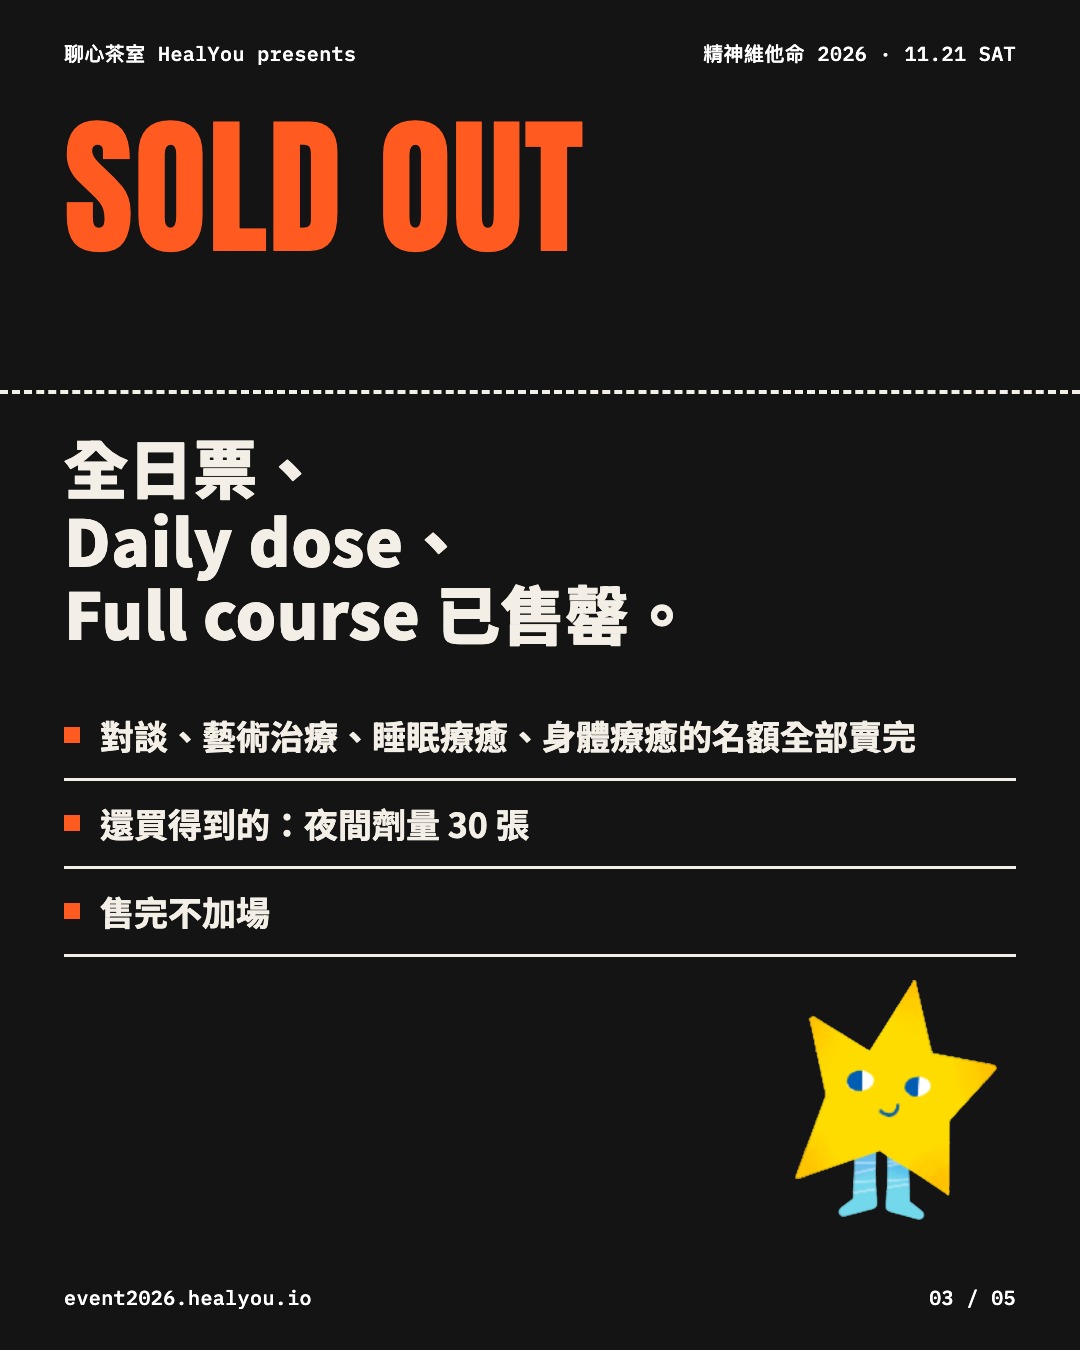 聊心茶室 HealYou presents
精神維他命 2026 · 11.21 SAT
SOLD OUT
全日票、
Daily dose、
Full course 已售罄。
對談、藝術治療、睡眠療癒、身體療癒的名額全部賣完
還買得到的：夜間劑量 30 張
售完不加場
event2026.healyou.io
03 / 05